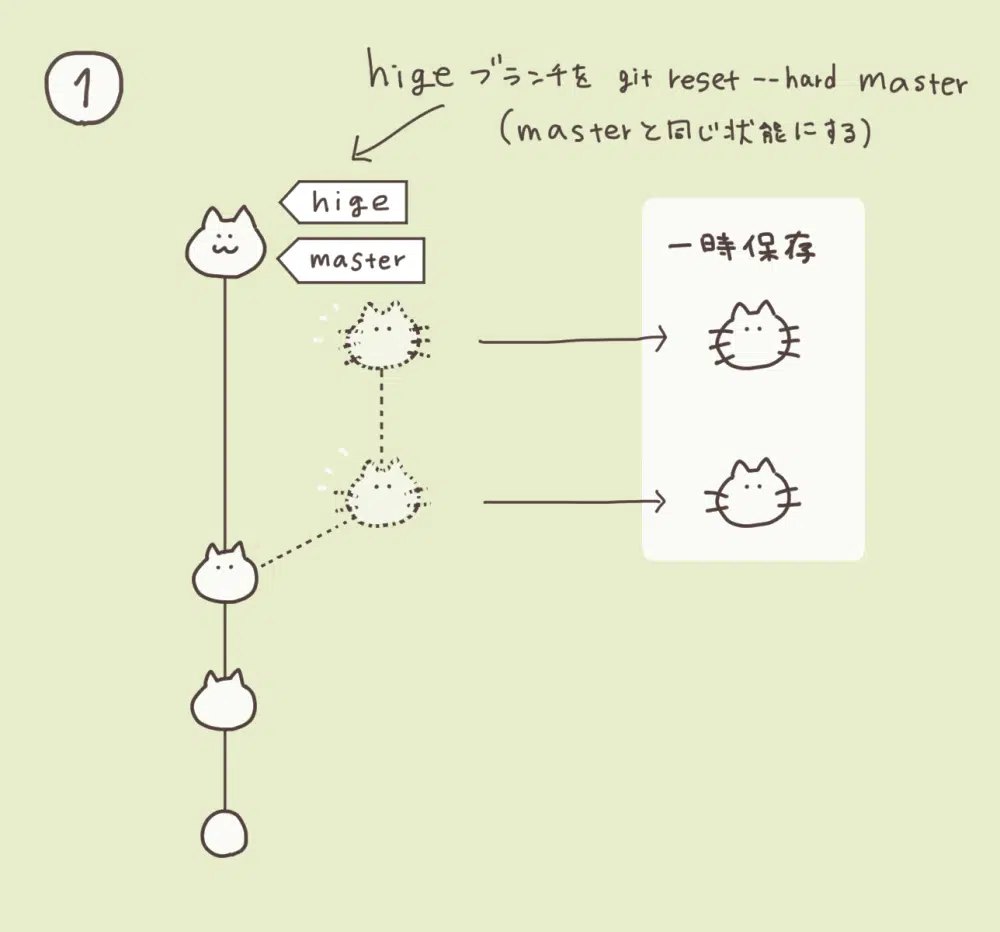 1
higeブランチを git reset --hard master
(masterと同じ状態にする)
hige
master
一時保存